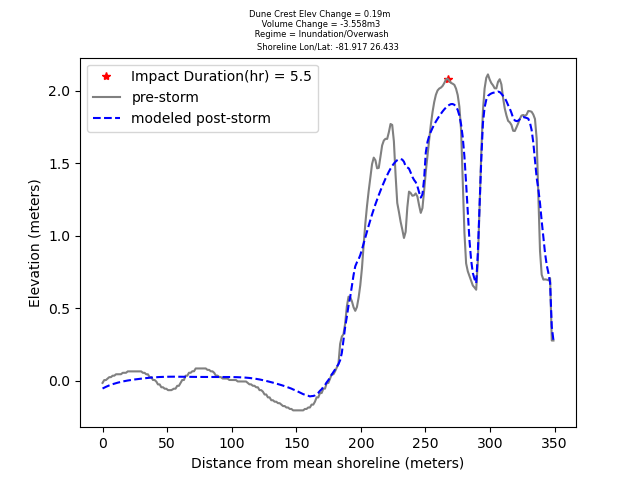 Dune Crest Elev Change = 0.19m
Volume Change = -3.558m3
Regime = Inundation/Overwash
Shoreline Lon/Lat: -81.917 26.433
Impact Duration(hr) = 5.5
pre-storm
modeled post-storm
Elevation (meters)
2.0
1.5
1.0
0.5
0.0
0 50 100 150 200 250 300 350
Distance from mean shoreline (meters)